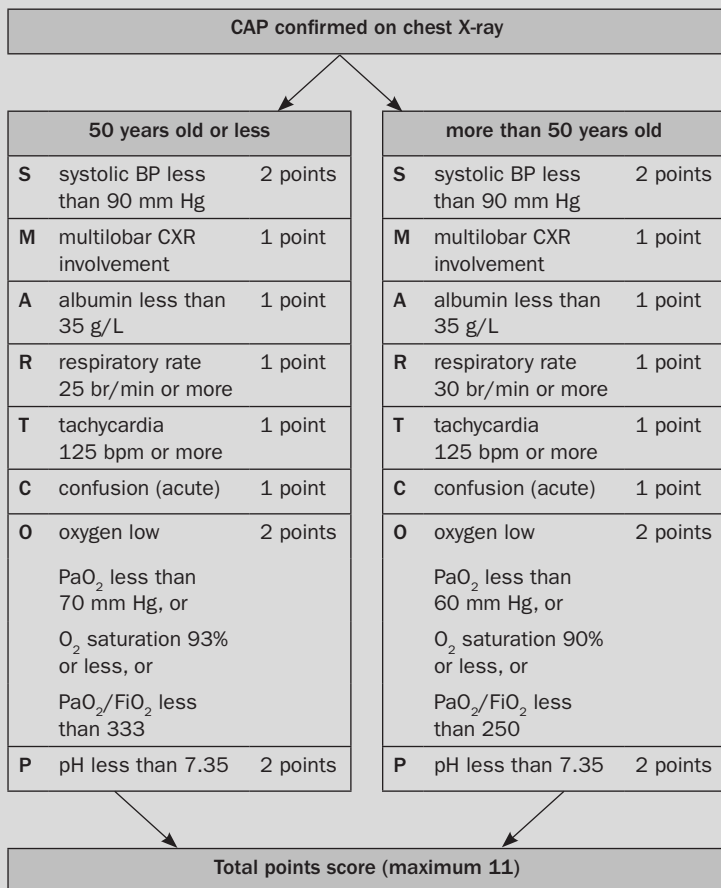 CAP confirmed on chest X-ray
50 years old or less
S systolic BP less 2 points
than 90 mm Hg
M multilobar CXR 1 point
involvement
A albumin less than 1 point
35 g/L
R respiratory rate 1 point
25 br/min or more
T tachycardia 1 point
125 bpm or more
C confusion (acute) 1 point
O oxygen low 2 points
PaO₂ less than
70 mm Hg, or
O₂ saturation 93%
or less, or
PaO₂/FiO₂ less
than 333
P pH less than 7.35 2 points
more than 50 years old
S systolic BP less 2 points
than 90 mm Hg
M multilobar CXR 1 point
involvement
A albumin less than 1 point
35 g/L
R respiratory rate 1 point
30 br/min or more
T tachycardia 1 point
125 bpm or more
C confusion (acute) 1 point
O oxygen low 2 points
PaO₂ less than
60 mm Hg, or
O₂ saturation 90%
or less, or
PaO₂/FiO₂ less
than 250
P pH less than 7.35 2 points
Total points score (maximum 11)